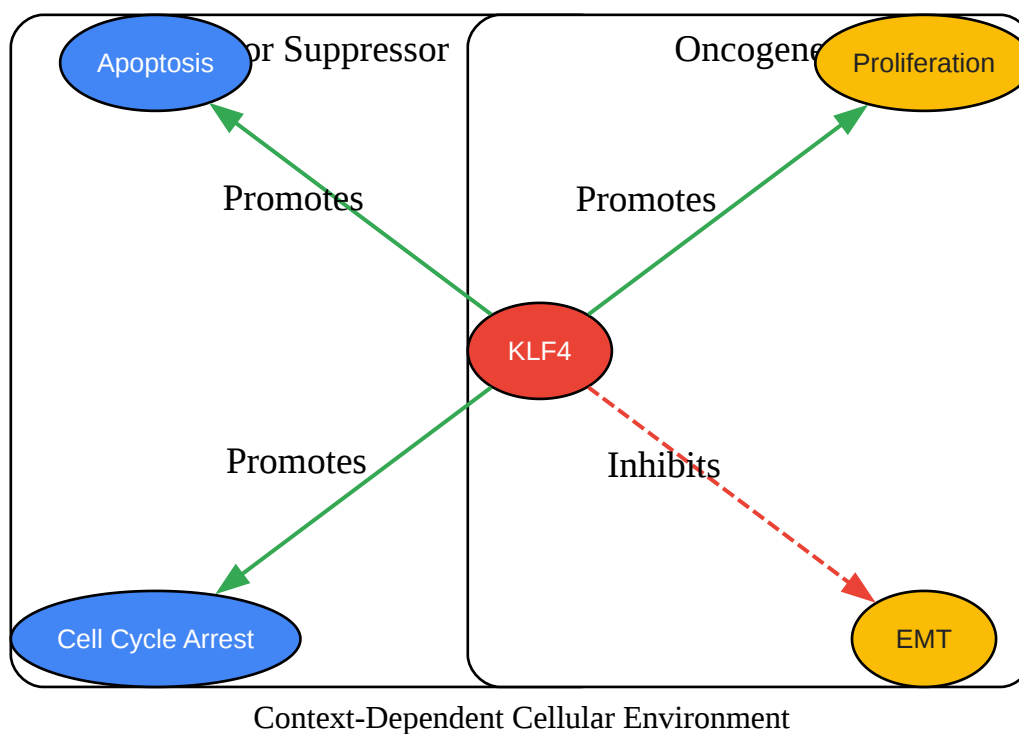 Apoptosis
or Suppressor
Oncogene
Proliferation
Promotes
Promotes
KLF4
Promotes
Inhibits
Cell Cycle Arrest
EMT
Context-Dependent Cellular Environment